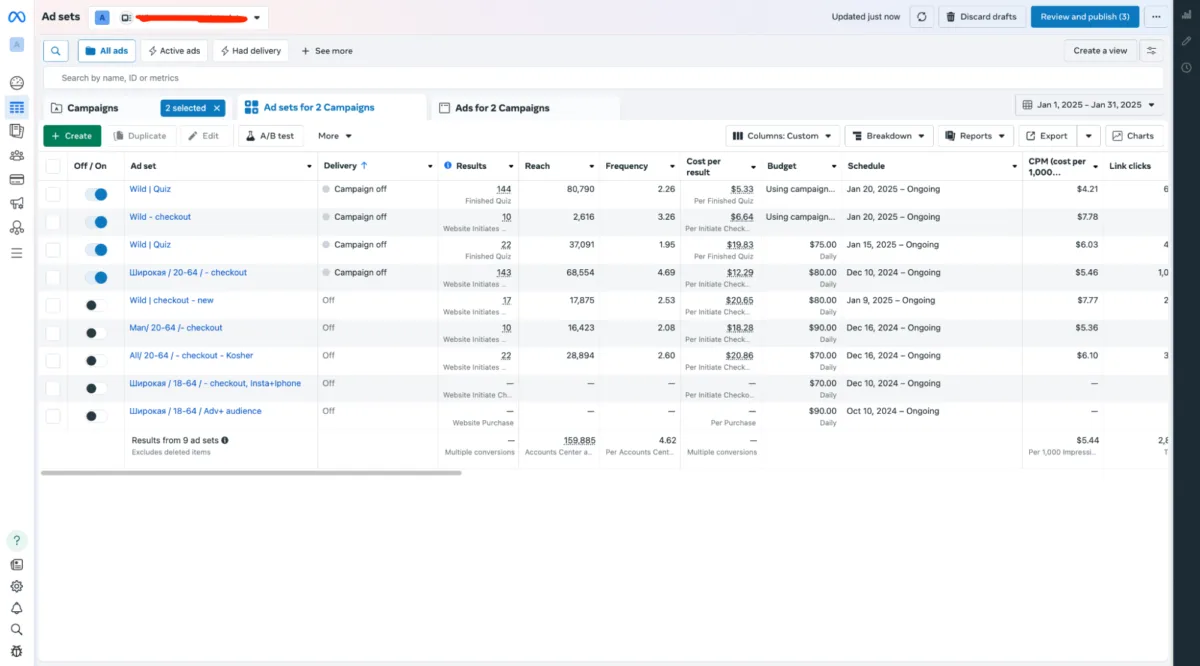 Ad sets
A
Updated just now
Discard drafts
Review and publish (3)
A
All ads
Active ads
Had delivery
+ See more
Create a view
Search by name, ID or metrics
Campaigns
2 selected ×
Ad sets for 2 Campaigns
Ads for 2 Campaigns
Jan 1, 2025 – Jan 31, 2025
+ Create
Duplicate
Edit
A/B test
More
Columns: Custom
Breakdown
Reports
Export
Charts
Off / On
Ad set
Delivery ↑
Results
Reach
Frequency
Cost per result
Budget
Schedule
CPM (cost per 1,000...
Link clicks
Wild | Quiz Campaign off 144 80,790 2.26 $5.33 Using campaign... Jan 20, 2025 – Ongoing $4.21 6
Finished Quiz Per Finished Quiz
Wild - checkout Campaign off 10 2,616 3.26 $6.64 Using campaign... Jan 20, 2025 – Ongoing $7.78
Website Initiates ... Per Initiate Check...
Wild | Quiz Campaign off 22 37,091 1.95 $19.83 $75.00 Jan 15, 2025 – Ongoing $6.03 4
Finished Quiz Per Finished Quiz Daily
Широкая / 20-64 / - checkout Campaign off 143 68,554 4.69 $12.29 $80.00 Dec 10, 2024 – Ongoing $5.46 1,0
Website Initiates ... Per Initiate Check... Daily
Wild | checkout - new Off 17 17,875 2.53 $20.65 $80.00 Jan 9, 2025 – Ongoing $7.77 2
Website Initiates ... Per Initiate Check... Daily
Man/ 20-64 /- checkout Off 10 16,423 2.08 $18.28 $90.00 Dec 16, 2024 – Ongoing $5.36
Website Initiates ... Per Initiate Check... Daily
All/ 20-64 / - checkout - Kosher Off 22 28,894 2.60 $20.86 $70.00 Dec 16, 2024 – Ongoing $6.10 3
Website Initiates ... Per Initiate Check... Daily
Широкая / 18-64 / - checkout, Insta+Iphone Off — — — — $70.00 Dec 10, 2024 – Ongoing —
Website Initiates Ch... Per Initiate Checko... Daily
Широкая / 18-64 / Adv+ audience Off — — — — $90.00 Oct 10, 2024 – Ongoing —
Website Purchase Per Purchase Daily
Results from 9 ad sets — 159,885 4.62 — $5.44 2,8
Excludes deleted items Multiple conversions Accounts Center a... Per Accounts Cent... Multiple conversions Per 1,000 Impressi... T
?